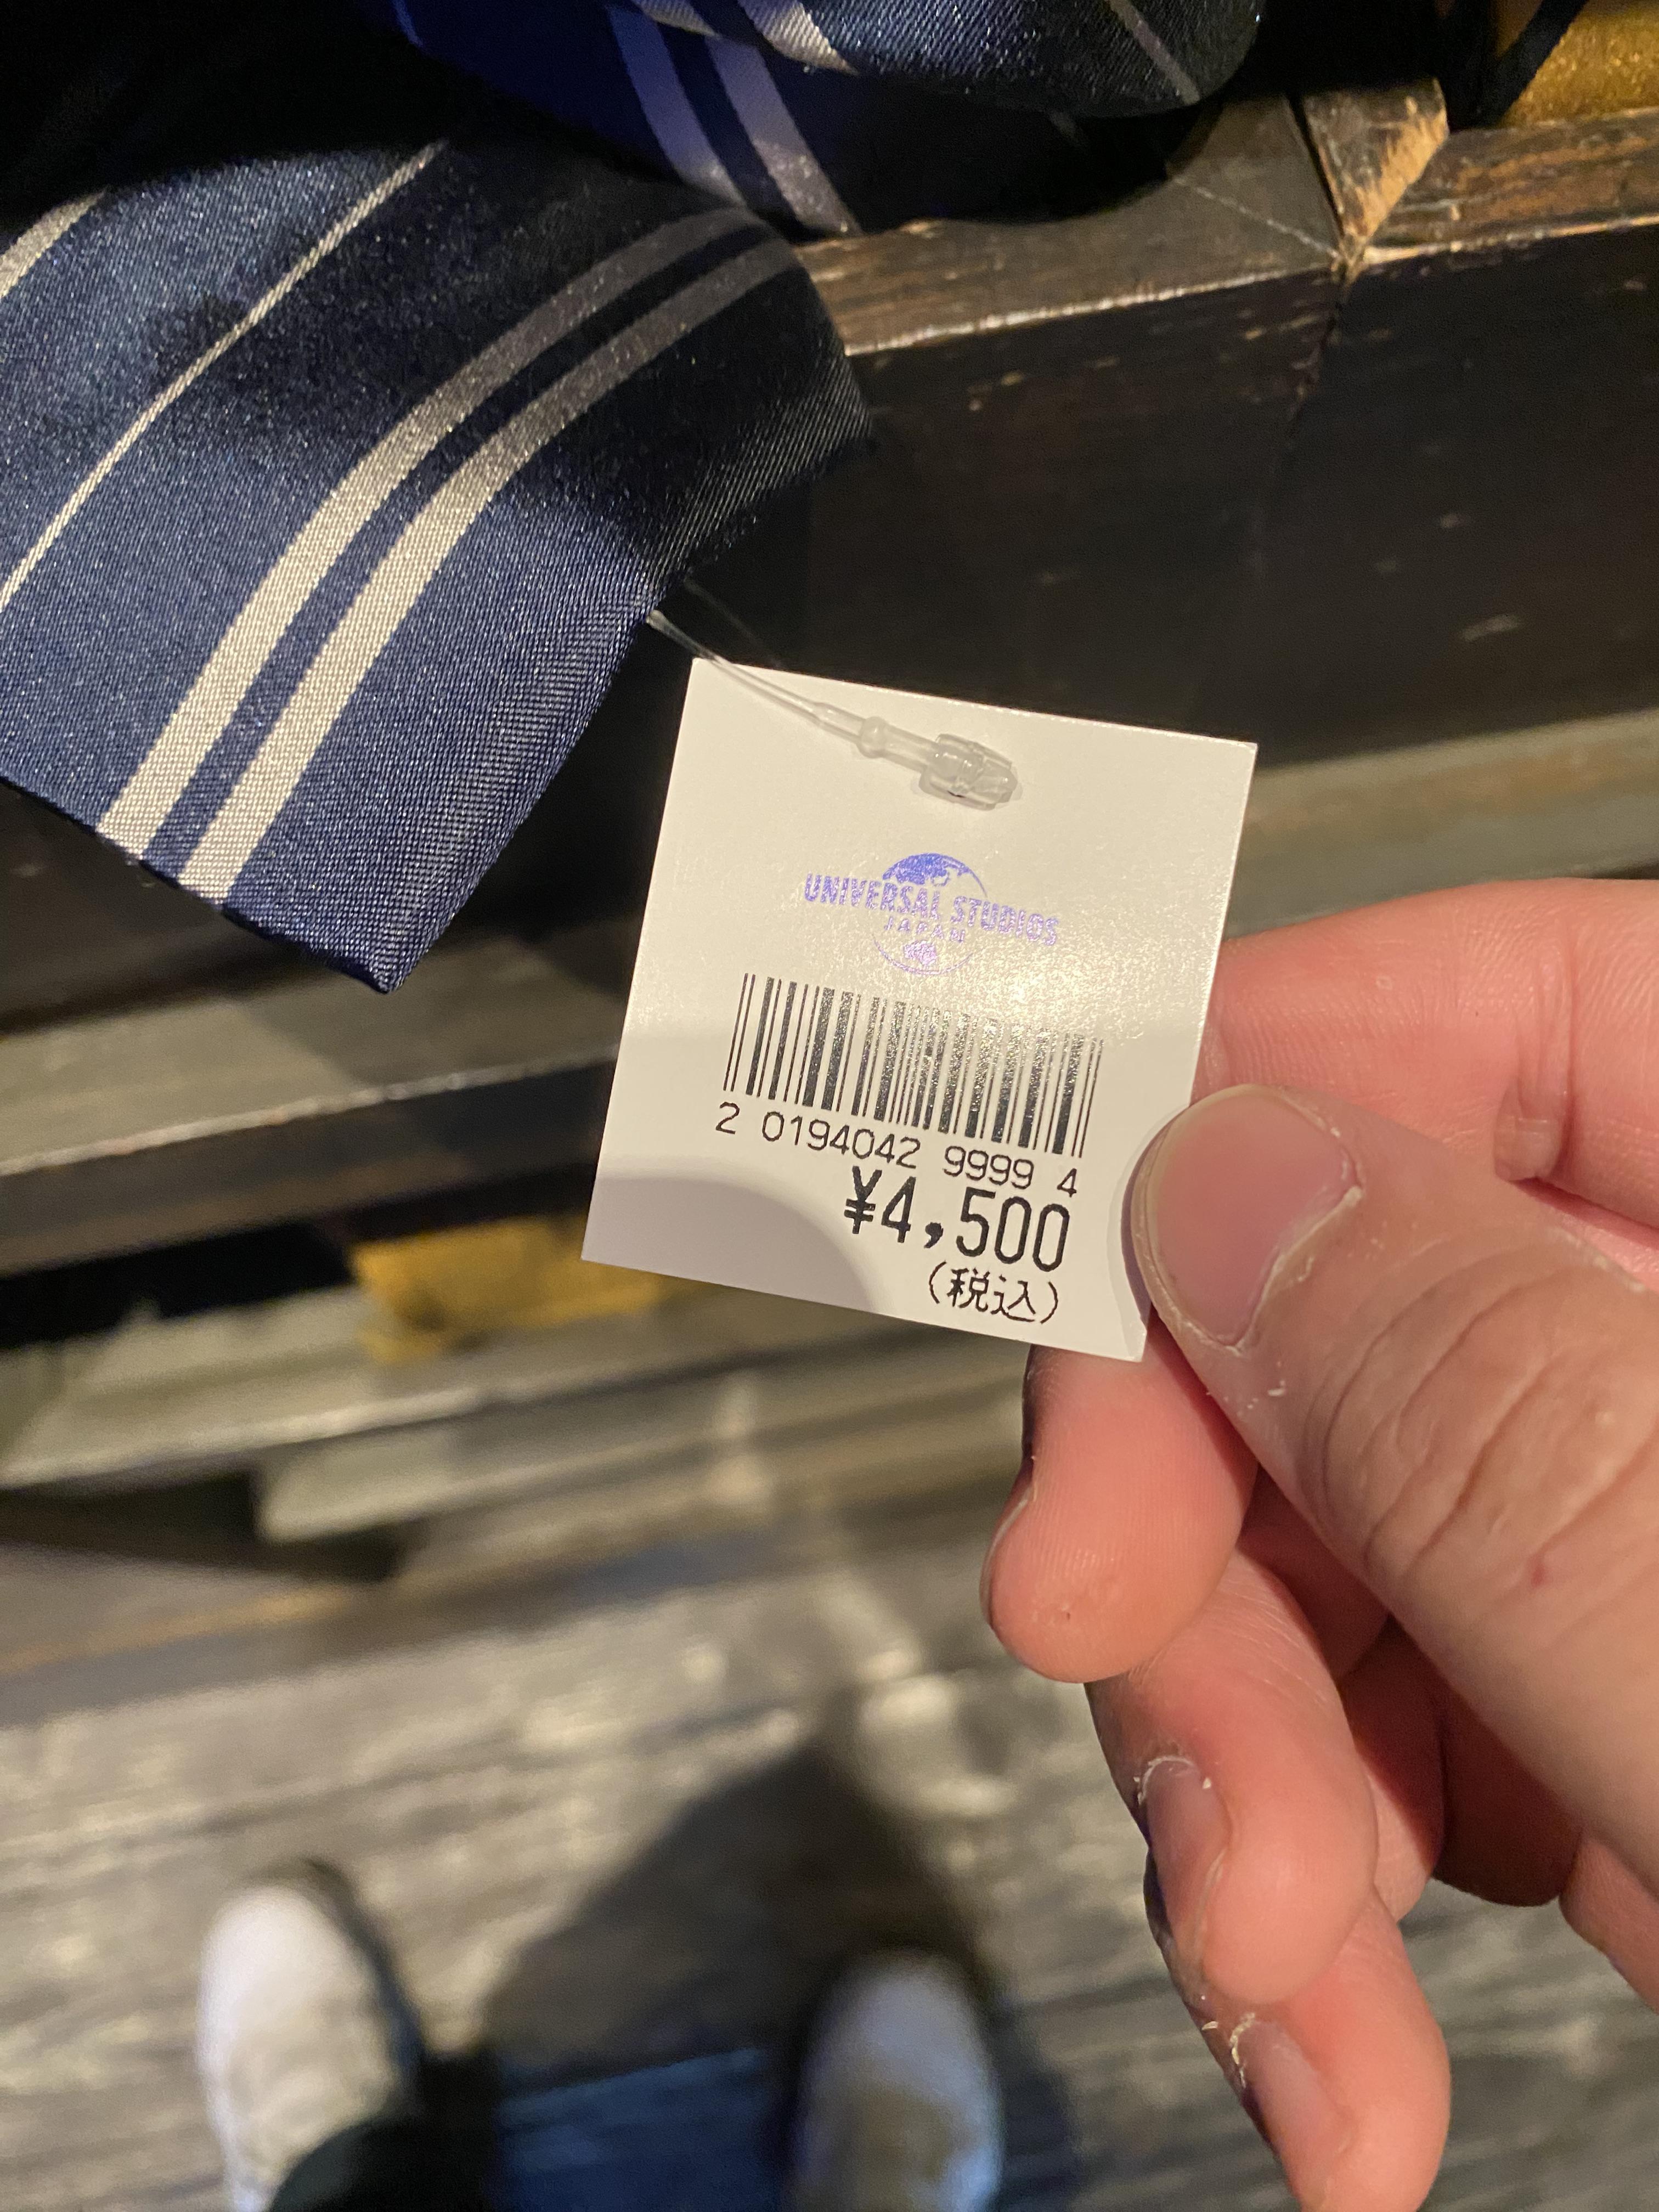 UNIVERSAL STUDIOS
JAPAN
2 0194042 9999 4
¥4,500
(税込)